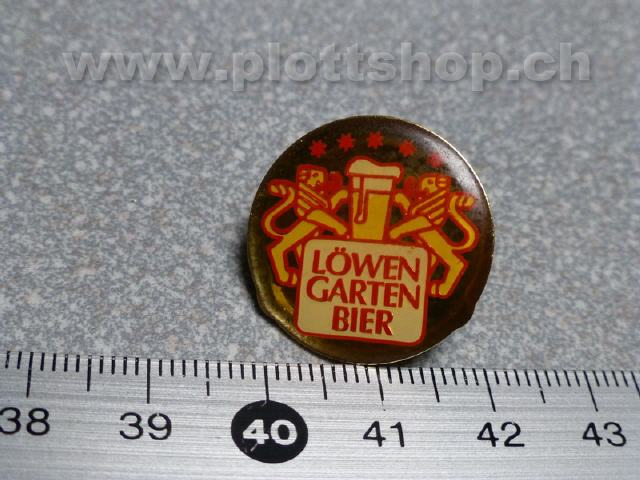 www.plottshop.ch
LÖWEN
GARTEN
BIER
38 39 40 41 42 43